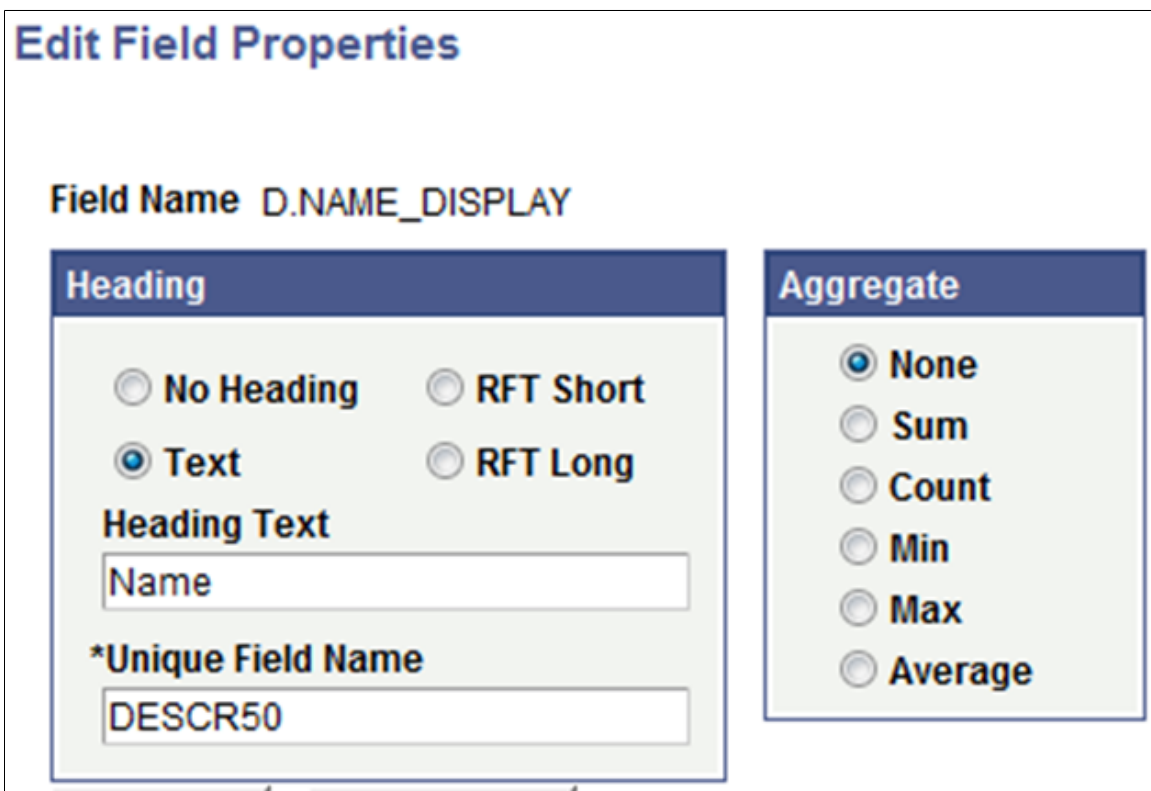 Edit Field Properties
Field Name D.NAME_DISPLAY
Heading
No Heading RFT Short
Text RFT Long
Heading Text
Name
*Unique Field Name
DESCR50
Aggregate
None
Sum
Count
Min
Max
Average